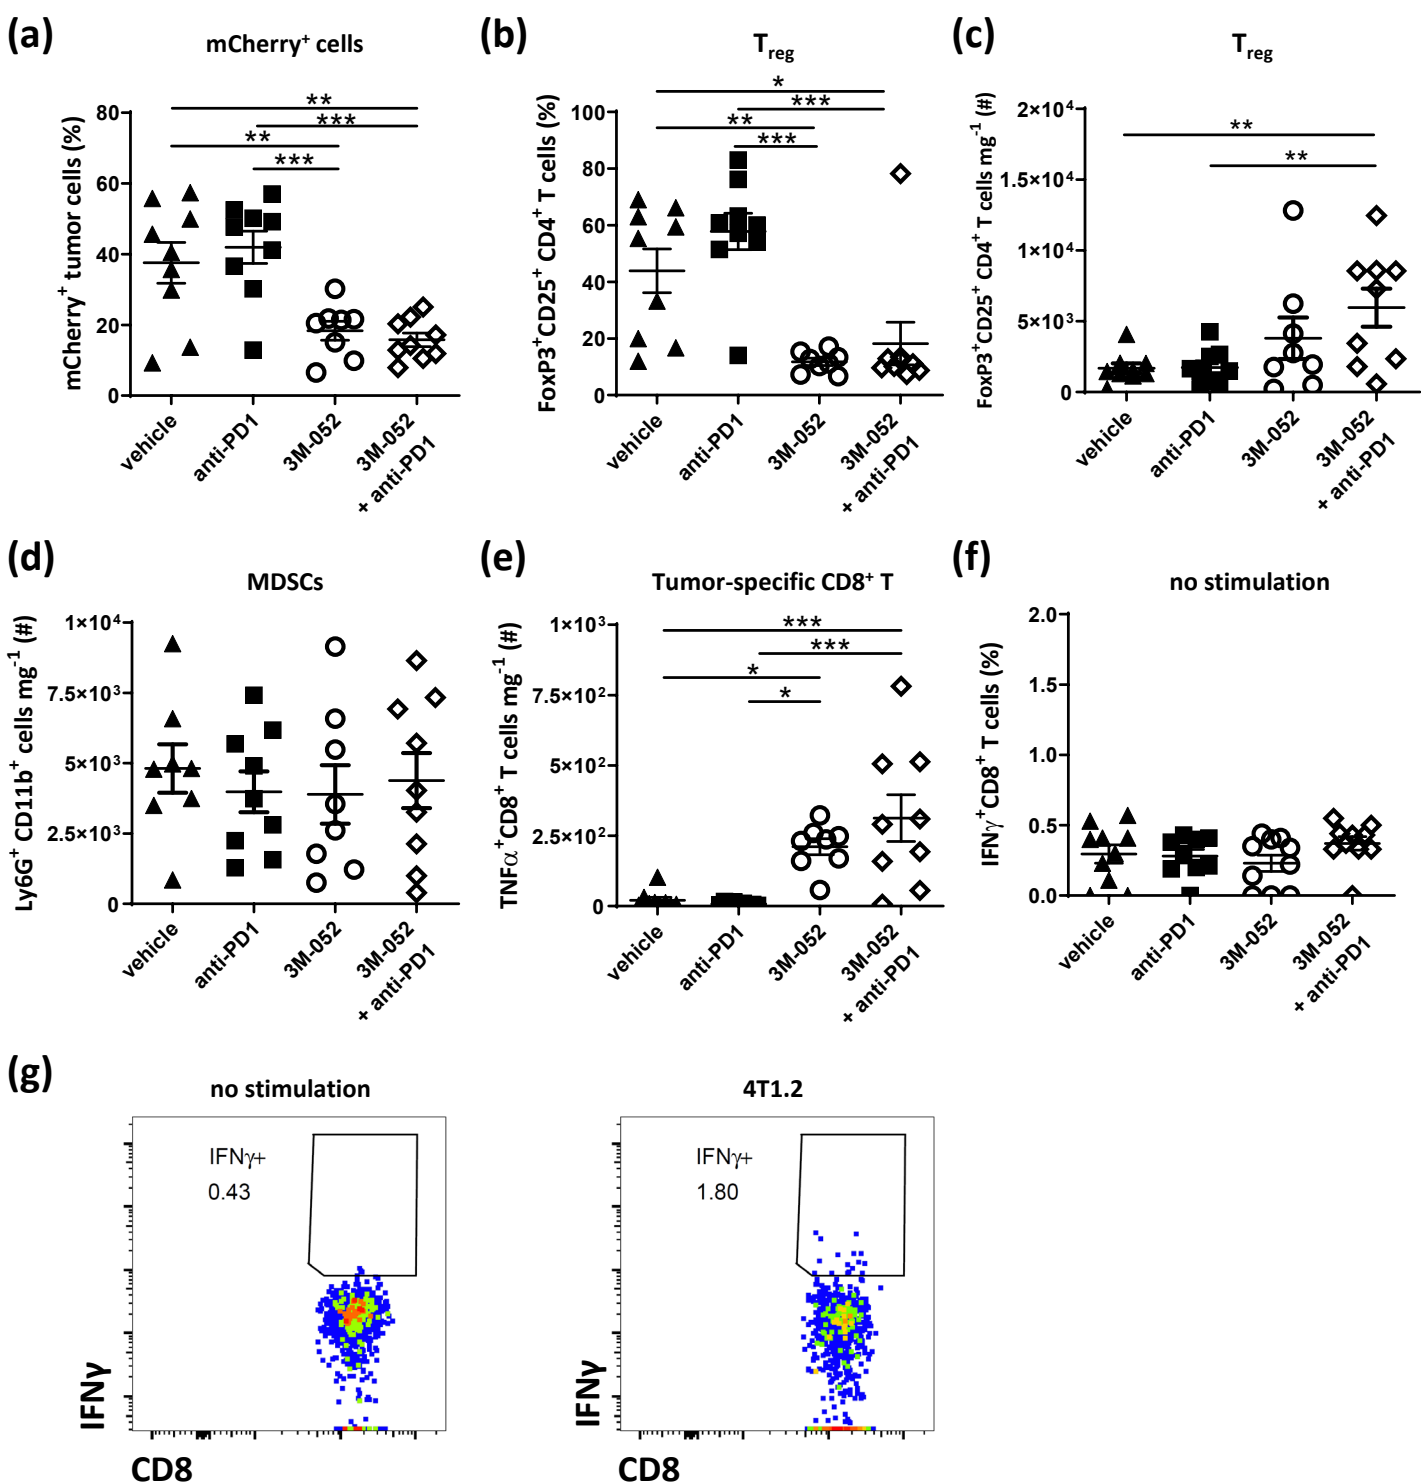 (a)
mCherry⁺ cells
mCherry⁺ tumor cells (%)
80
60
40
20
0
**
***
**
***
vehicle
anti-PD1
3M-052
3M-052
+ anti-PD1
(b)
Treg
FoxP3⁺CD25⁺ CD4⁺ T cells (%)
100
80
60
40
20
0
*
***
**
***
vehicle
anti-PD1
3M-052
3M-052
+ anti-PD1
(c)
Treg
FoxP3⁺CD25⁺ CD4⁺ T cells mg⁻¹ (#)
2×10⁴
1.5×10⁴
1×10⁴
5×10³
0
**
**
vehicle
anti-PD1
3M-052
3M-052
+ anti-PD1
(d)
MDSCs
Ly6G⁺ CD11b⁺ cells mg⁻¹ (#)
1×10⁴
7.5×10³
5×10³
2.5×10³
0
vehicle
anti-PD1
3M-052
3M-052
+ anti-PD1
(e)
Tumor-specific CD8⁺ T
TNFα⁺CD8⁺ T cells mg⁻¹ (#)
1×10³
7.5×10²
5×10²
2.5×10²
0
***
***
*
*
vehicle
anti-PD1
3M-052
3M-052
+ anti-PD1
(f)
no stimulation
IFNγ⁺CD8⁺ T cells (%)
2.0
1.5
1.0
0.5
0.0
vehicle
anti-PD1
3M-052
3M-052
+ anti-PD1
(g)
no stimulation
IFNγ+
0.43
IFNγ
CD8
4T1.2
IFNγ+
1.80
IFNγ
CD8